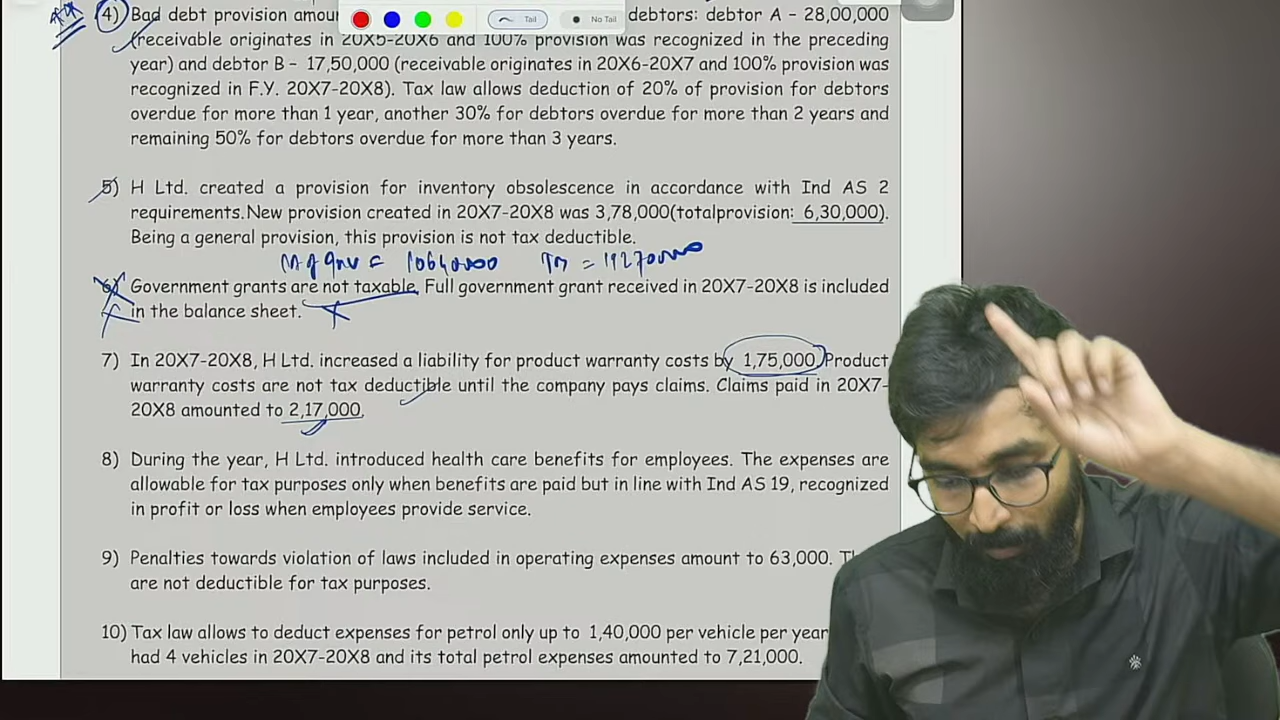 4) Bad debt provision amou debtors: debtor A – 28,00,000
Tail No Tail
(receivable originates in 20X5-20X6 and 100% provision was recognized in the preceding
year) and debtor B – 17,50,000 (receivable originates in 20X6-20X7 and 100% provision was
recognized in F.Y. 20X7-20X8). Tax law allows deduction of 20% of provision for debtors
overdue for more than 1 year, another 30% for debtors overdue for more than 2 years and
remaining 50% for debtors overdue for more than 3 years.
5) H Ltd. created a provision for inventory obsolescence in accordance with Ind AS 2
requirements.New provision created in 20X7-20X8 was 3,78,000(totalprovision: 6,30,000).
Being a general provision, this provision is not tax deductible.
6) Government grants are not taxable. Full government grant received in 20X7-20X8 is included
in the balance sheet.
7) In 20X7-20X8, H Ltd. increased a liability for product warranty costs by 1,75,000. Product
warranty costs are not tax deductible until the company pays claims. Claims paid in 20X7-
20X8 amounted to 2,17,000.
8) During the year, H Ltd. introduced health care benefits for employees. The expenses are
allowable for tax purposes only when benefits are paid but in line with Ind AS 19, recognized
in profit or loss when employees provide service.
9) Penalties towards violation of laws included in operating expenses amount to 63,000. T
are not deductible for tax purposes.
10) Tax law allows to deduct expenses for petrol only up to 1,40,000 per vehicle per year
had 4 vehicles in 20X7-20X8 and its total petrol expenses amounted to 7,21,000.